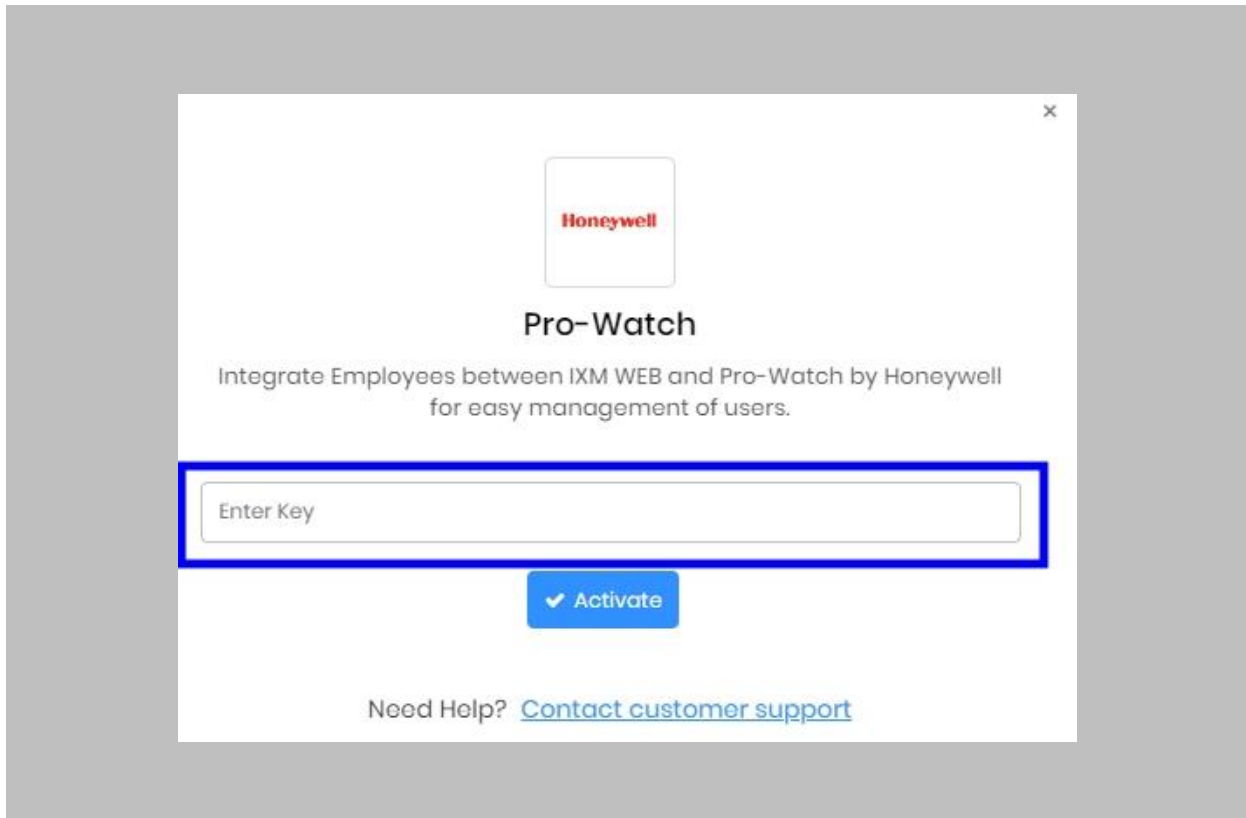 ×
Honeywell
Pro-Watch
Integrate Employees between IXM WEB and Pro-Watch by Honeywell
for easy management of users.
Enter Key
✔ Activate
Need Help? Contact customer support